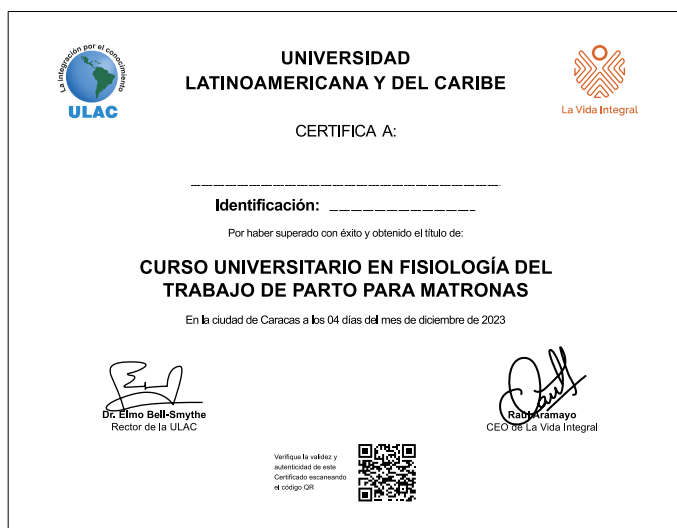 La integración por el conocimiento
ULAC
UNIVERSIDAD
LATINOAMERICANA Y DEL CARIBE
La Vida Integral
CERTIFICA A:
Identificación:
Por haber superado con éxito y obtenido el título de:
CURSO UNIVERSITARIO EN FISIOLOGÍA DEL
TRABAJO DE PARTO PARA MATRONAS
En la ciudad de Caracas a los 04 días del mes de diciembre de 2023
Dr. Elmo Bell-Smythe
Rector de la ULAC
Raúl Aramayo
CEO de La Vida Integral
Verifique la validez y
autenticidad de este
Certificado escaneando
el código QR